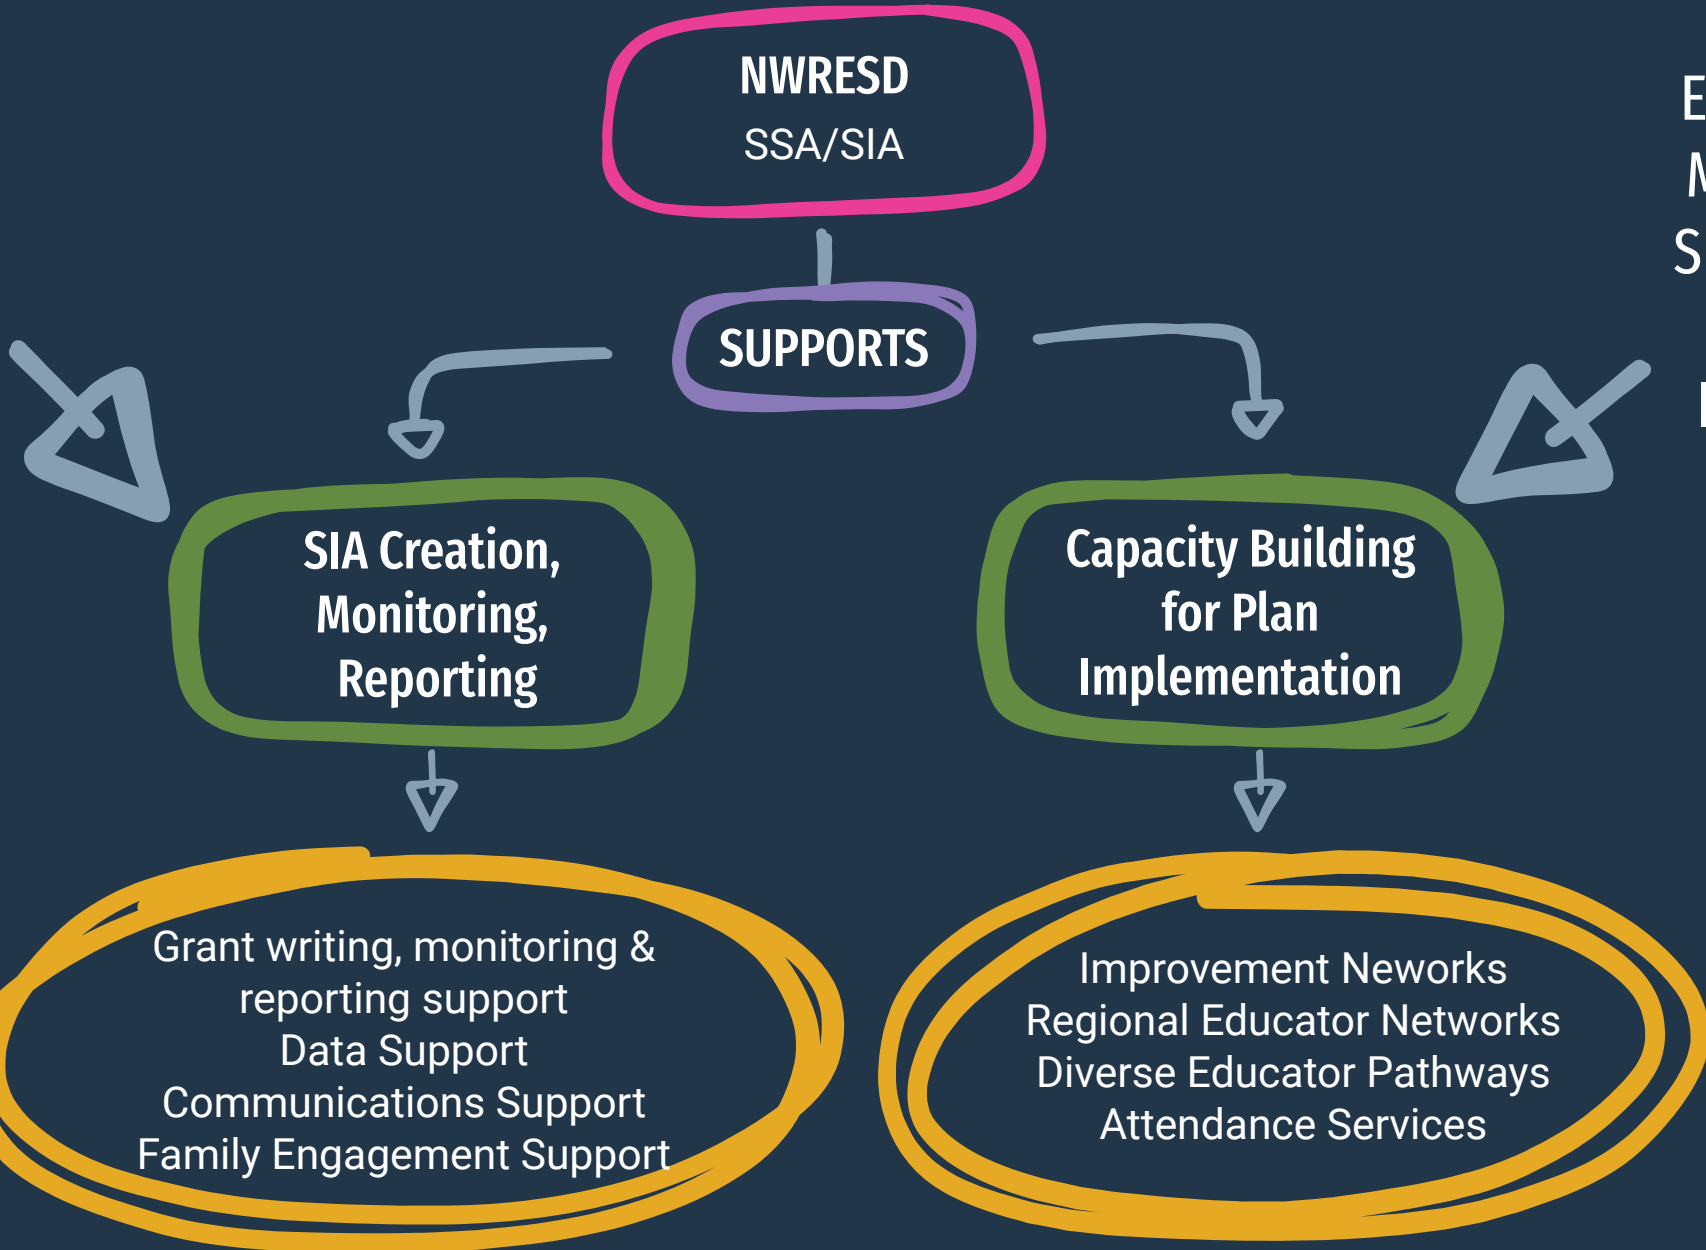 NWRESD
SSA/SIA
SUPPORTS
SIA Creation,
Monitoring,
Reporting
Capacity Building
for Plan
Implementation
Grant writing, monitoring &
reporting support
Data Support
Communications Support
Family Engagement Support
Improvement Neworks
Regional Educator Networks
Diverse Educator Pathways
Attendance Services